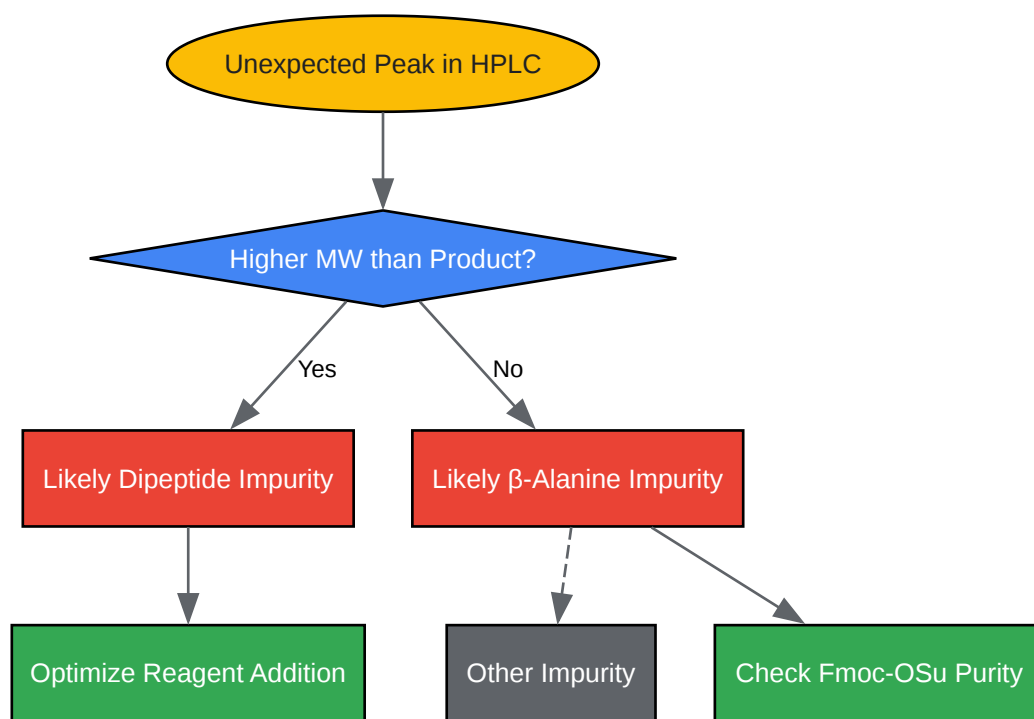 Unexpected Peak in HPLC
Higher MW than Product?
Yes
No
Likely Dipeptide Impurity
Likely β-Alanine Impurity
Optimize Reagent Addition
Other Impurity
Check Fmoc-OSu Purity